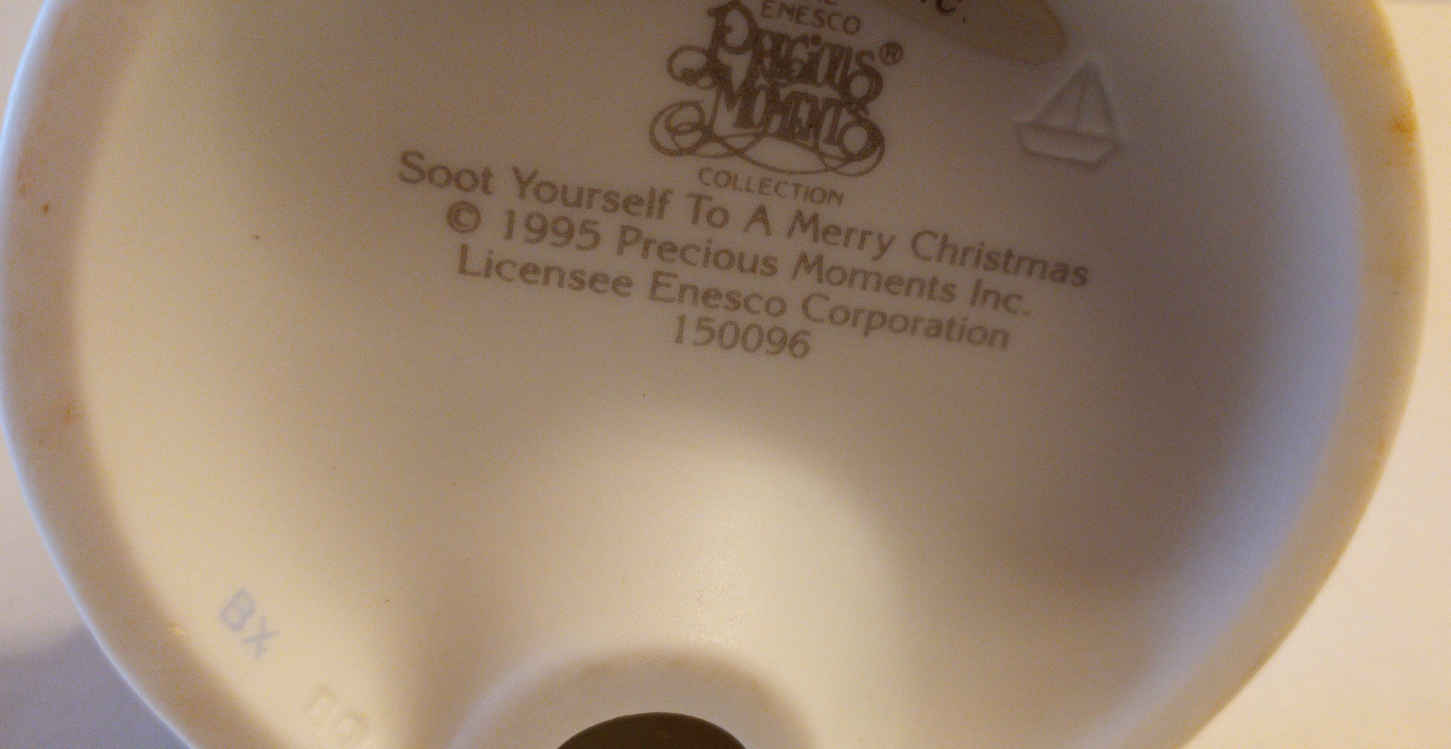 ENESCO
Precious®
Moments
COLLECTION
Soot Yourself To A Merry Christmas
© 1995 Precious Moments Inc.
Licensee Enesco Corporation
150096
BX